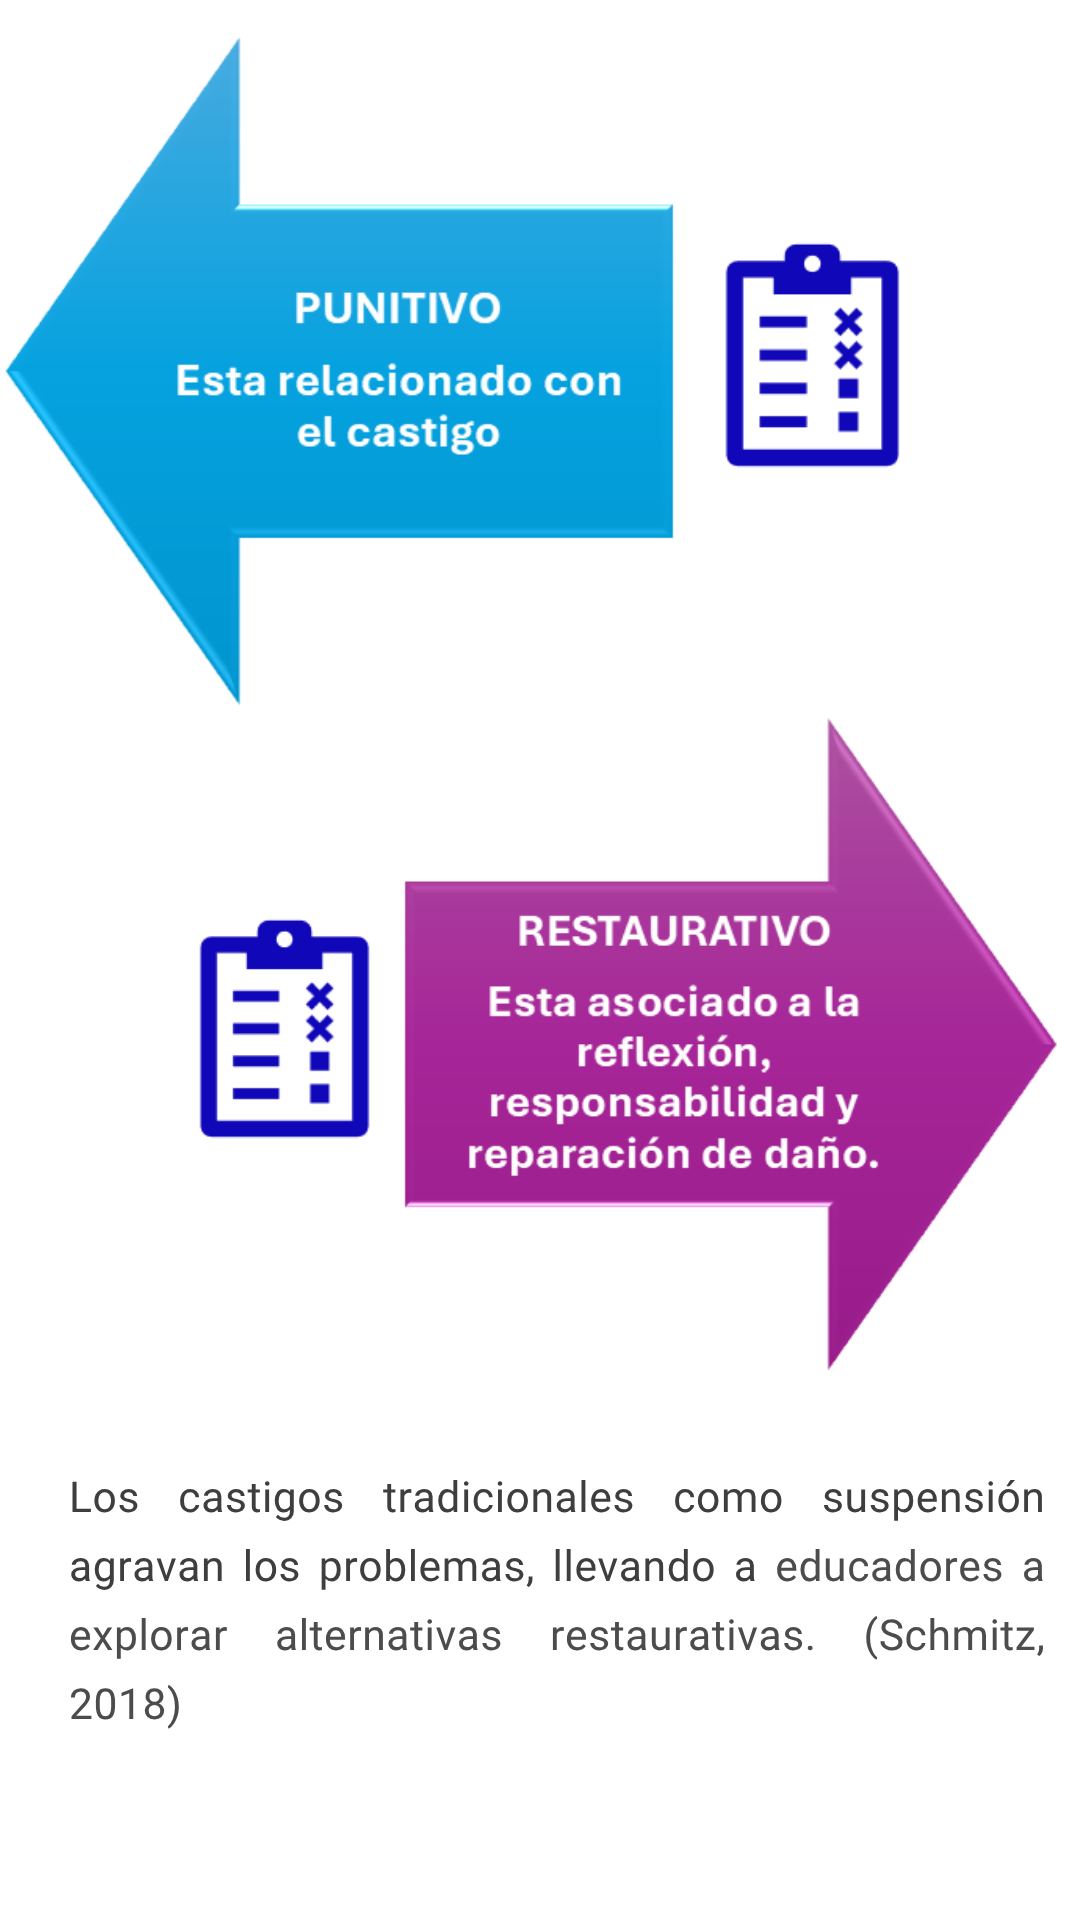 PUNITIVO
Esta relacionado con
el castigo
RESTAURATIVO
Esta asociado a la
reflexión,
responsabilidad y
reparación de daño.
Los castigos tradicionales como suspensión
agravan los problemas, llevando a educadores a
explorar alternativas restaurativas. (Schmitz,
2018)